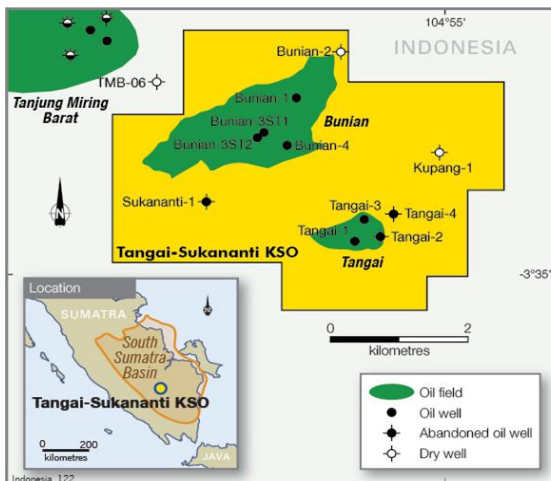 104°55'
INDONESIA
Bunian-2
TMB-06
Tanjung Miring
Barat
Bunian 1
Bunian
Bunian 3ST1
Bunian 3ST2
Bunian-4
Kupang-1
Sukananti-1
Tangai-3
Tangai-4
Tangai 1
Tangai-2
Tangai-Sukananti KSO
Tangai
N
-3°35'
0 2
kilometres
Location
SUMATRA
South
Sumatra
Basin
Tangai-Sukananti KSO
0 200
kilometres
JAVA
Oil field
Oil well
Abandoned oil well
Dry well
Indonesia_122